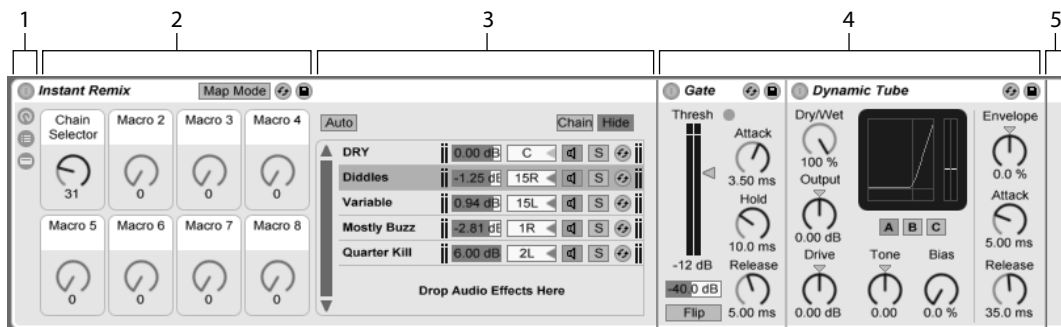 1 2 3 4 5
Instant Remix Map Mode
Chain Selector Macro 2 Macro 3 Macro 4
31 0 0 0
Macro 5 Macro 6 Macro 7 Macro 8
0 0 0 0
Auto Chain Hide
DRY 0.00 dB C S
Diddles -1.25 dB 15R S
Variable 0.94 dB 15L S
Mostly Buzz -2.81 dB 1R S
Quarter Kill 6.00 dB 2L S
Drop Audio Effects Here
Gate
Thresh
-12 dB
-40.0 dB
Flip
Attack
3.50 ms
Hold
10.0 ms
Release
5.00 ms
Dynamic Tube
Dry/Wet
100 %
Output
0.00 dB
Drive
0.00 dB
A B C
Tone
0.00
Bias
0.0 %
Envelope
0.0 %
Attack
5.00 ms
Release
35.0 ms